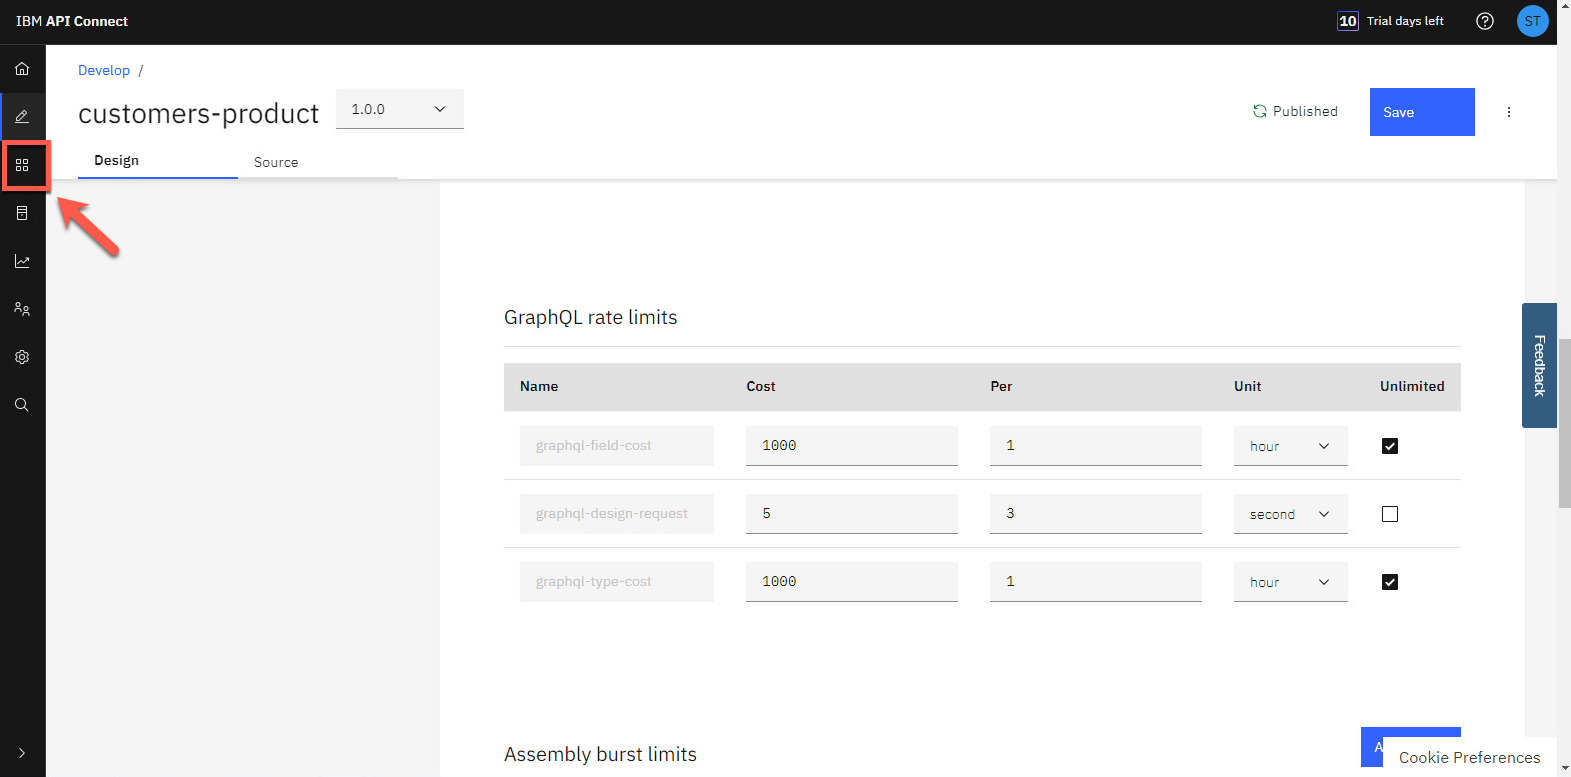 IBM API Connect
10 Trial days left
ST
Develop /
customers-product
1.0.0
Published
Save
Design
Source
GraphQL rate limits
Name Cost Per Unit Unlimited
graphql-field-cost 1000 1 hour
graphql-design-request 5 3 second
graphql-type-cost 1000 1 hour
Feedback
Assembly burst limits
Cookie Preferences